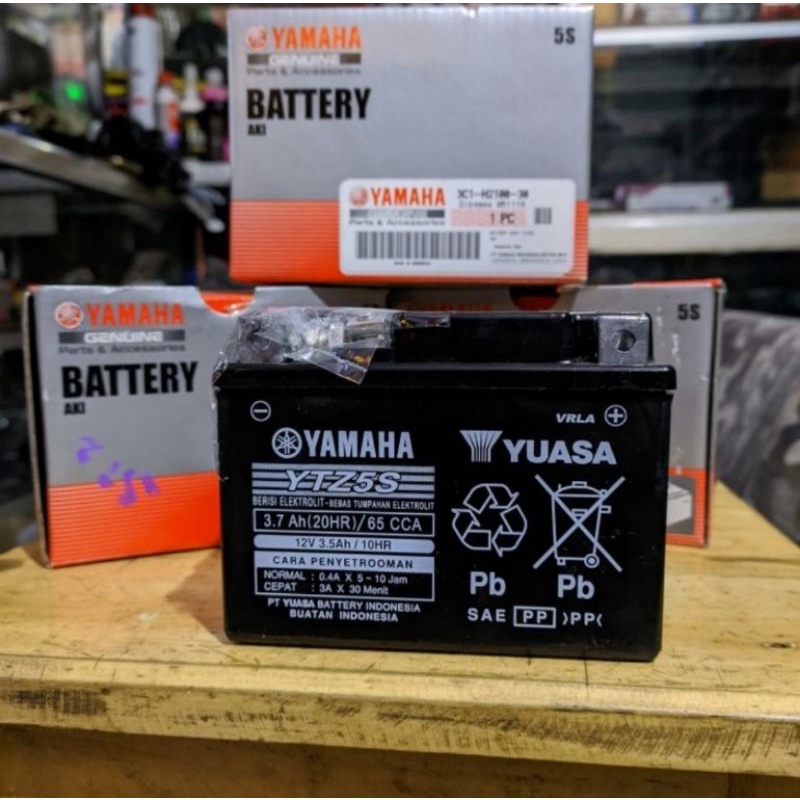 YAMAHA
GENUINE
Parts & Accessories
5S
BATTERY
AKI
YAMAHA
GENUINE
Parts & Accessories
3C1-H2100-30
1 PC
YAMAHA
GENUINE
Parts & Accessories
BATTERY
AKI
5S
VRLA
YAMAHA
YTZ5S
BERISI ELEKTROLIT - BEBAS TUMPAHAN ELEKTROLIT
3.7 Ah(20HR)/65 CCA
12V 3.5Ah / 10HR
CARA PENYETROOMAN
NORMAL : 0.4A X 5 - 10 Jam
CEPAT : 3A X 30 Menit
PT YUASA BATTERY INDONESIA
BUATAN INDONESIA
YUASA
Pb
Pb
SAE PP >PP<